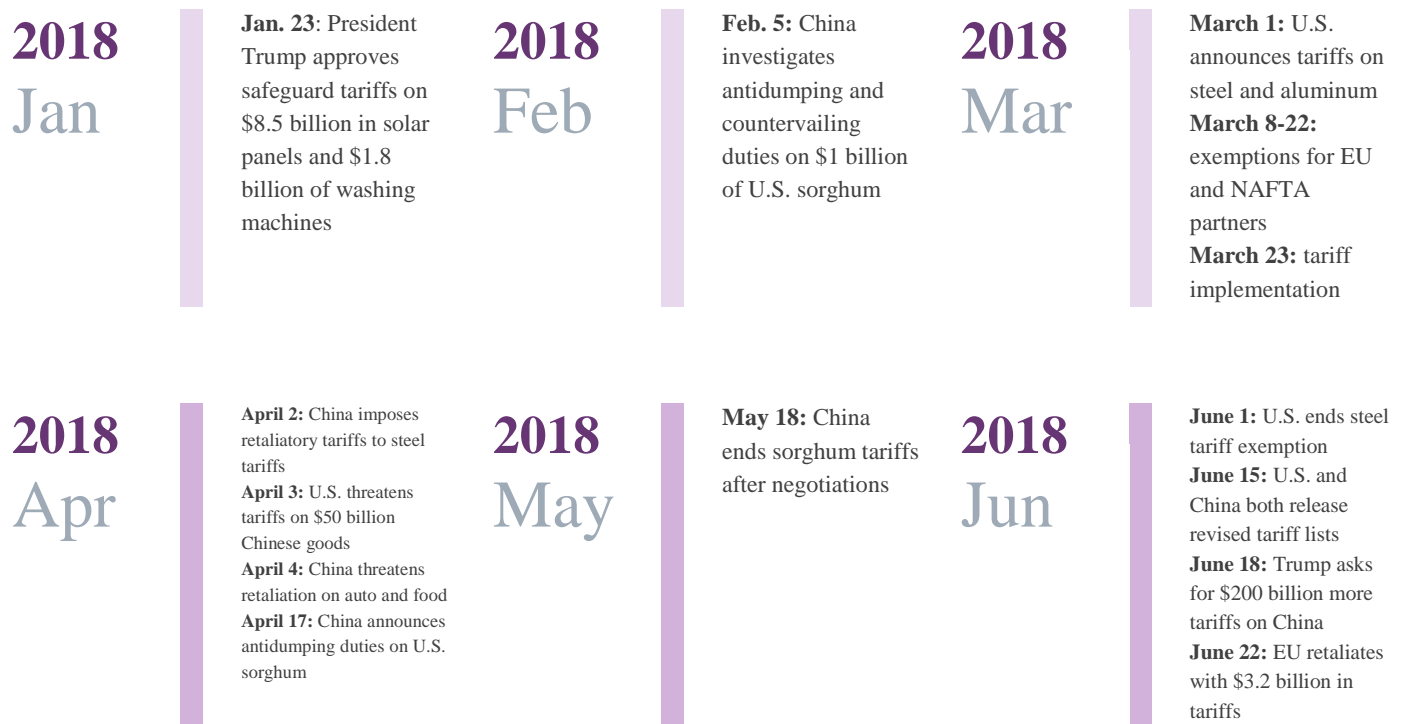 2018
Jan
Jan. 23: President
Trump approves
safeguard tariffs on
$8.5 billion in solar
panels and $1.8
billion of washing
machines
2018
Feb
Feb. 5: China
investigates
antidumping and
countervailing
duties on $1 billion
of U.S. sorghum
2018
Mar
March 1: U.S.
announces tariffs on
steel and aluminum
March 8-22:
exemptions for EU
and NAFTA
partners
March 23: tariff
implementation
2018
Apr
April 2: China imposes
retaliatory tariffs to steel
tariffs
April 3: U.S. threatens
tariffs on $50 billion
Chinese goods
April 4: China threatens
retaliation on auto and food
April 17: China announces
antidumping duties on U.S.
sorghum
2018
May
May 18: China
ends sorghum tariffs
after negotiations
2018
Jun
June 1: U.S. ends steel
tariff exemption
June 15: U.S. and
China both release
revised tariff lists
June 18: Trump asks
for $200 billion more
tariffs on China
June 22: EU retaliates
with $3.2 billion in
tariffs